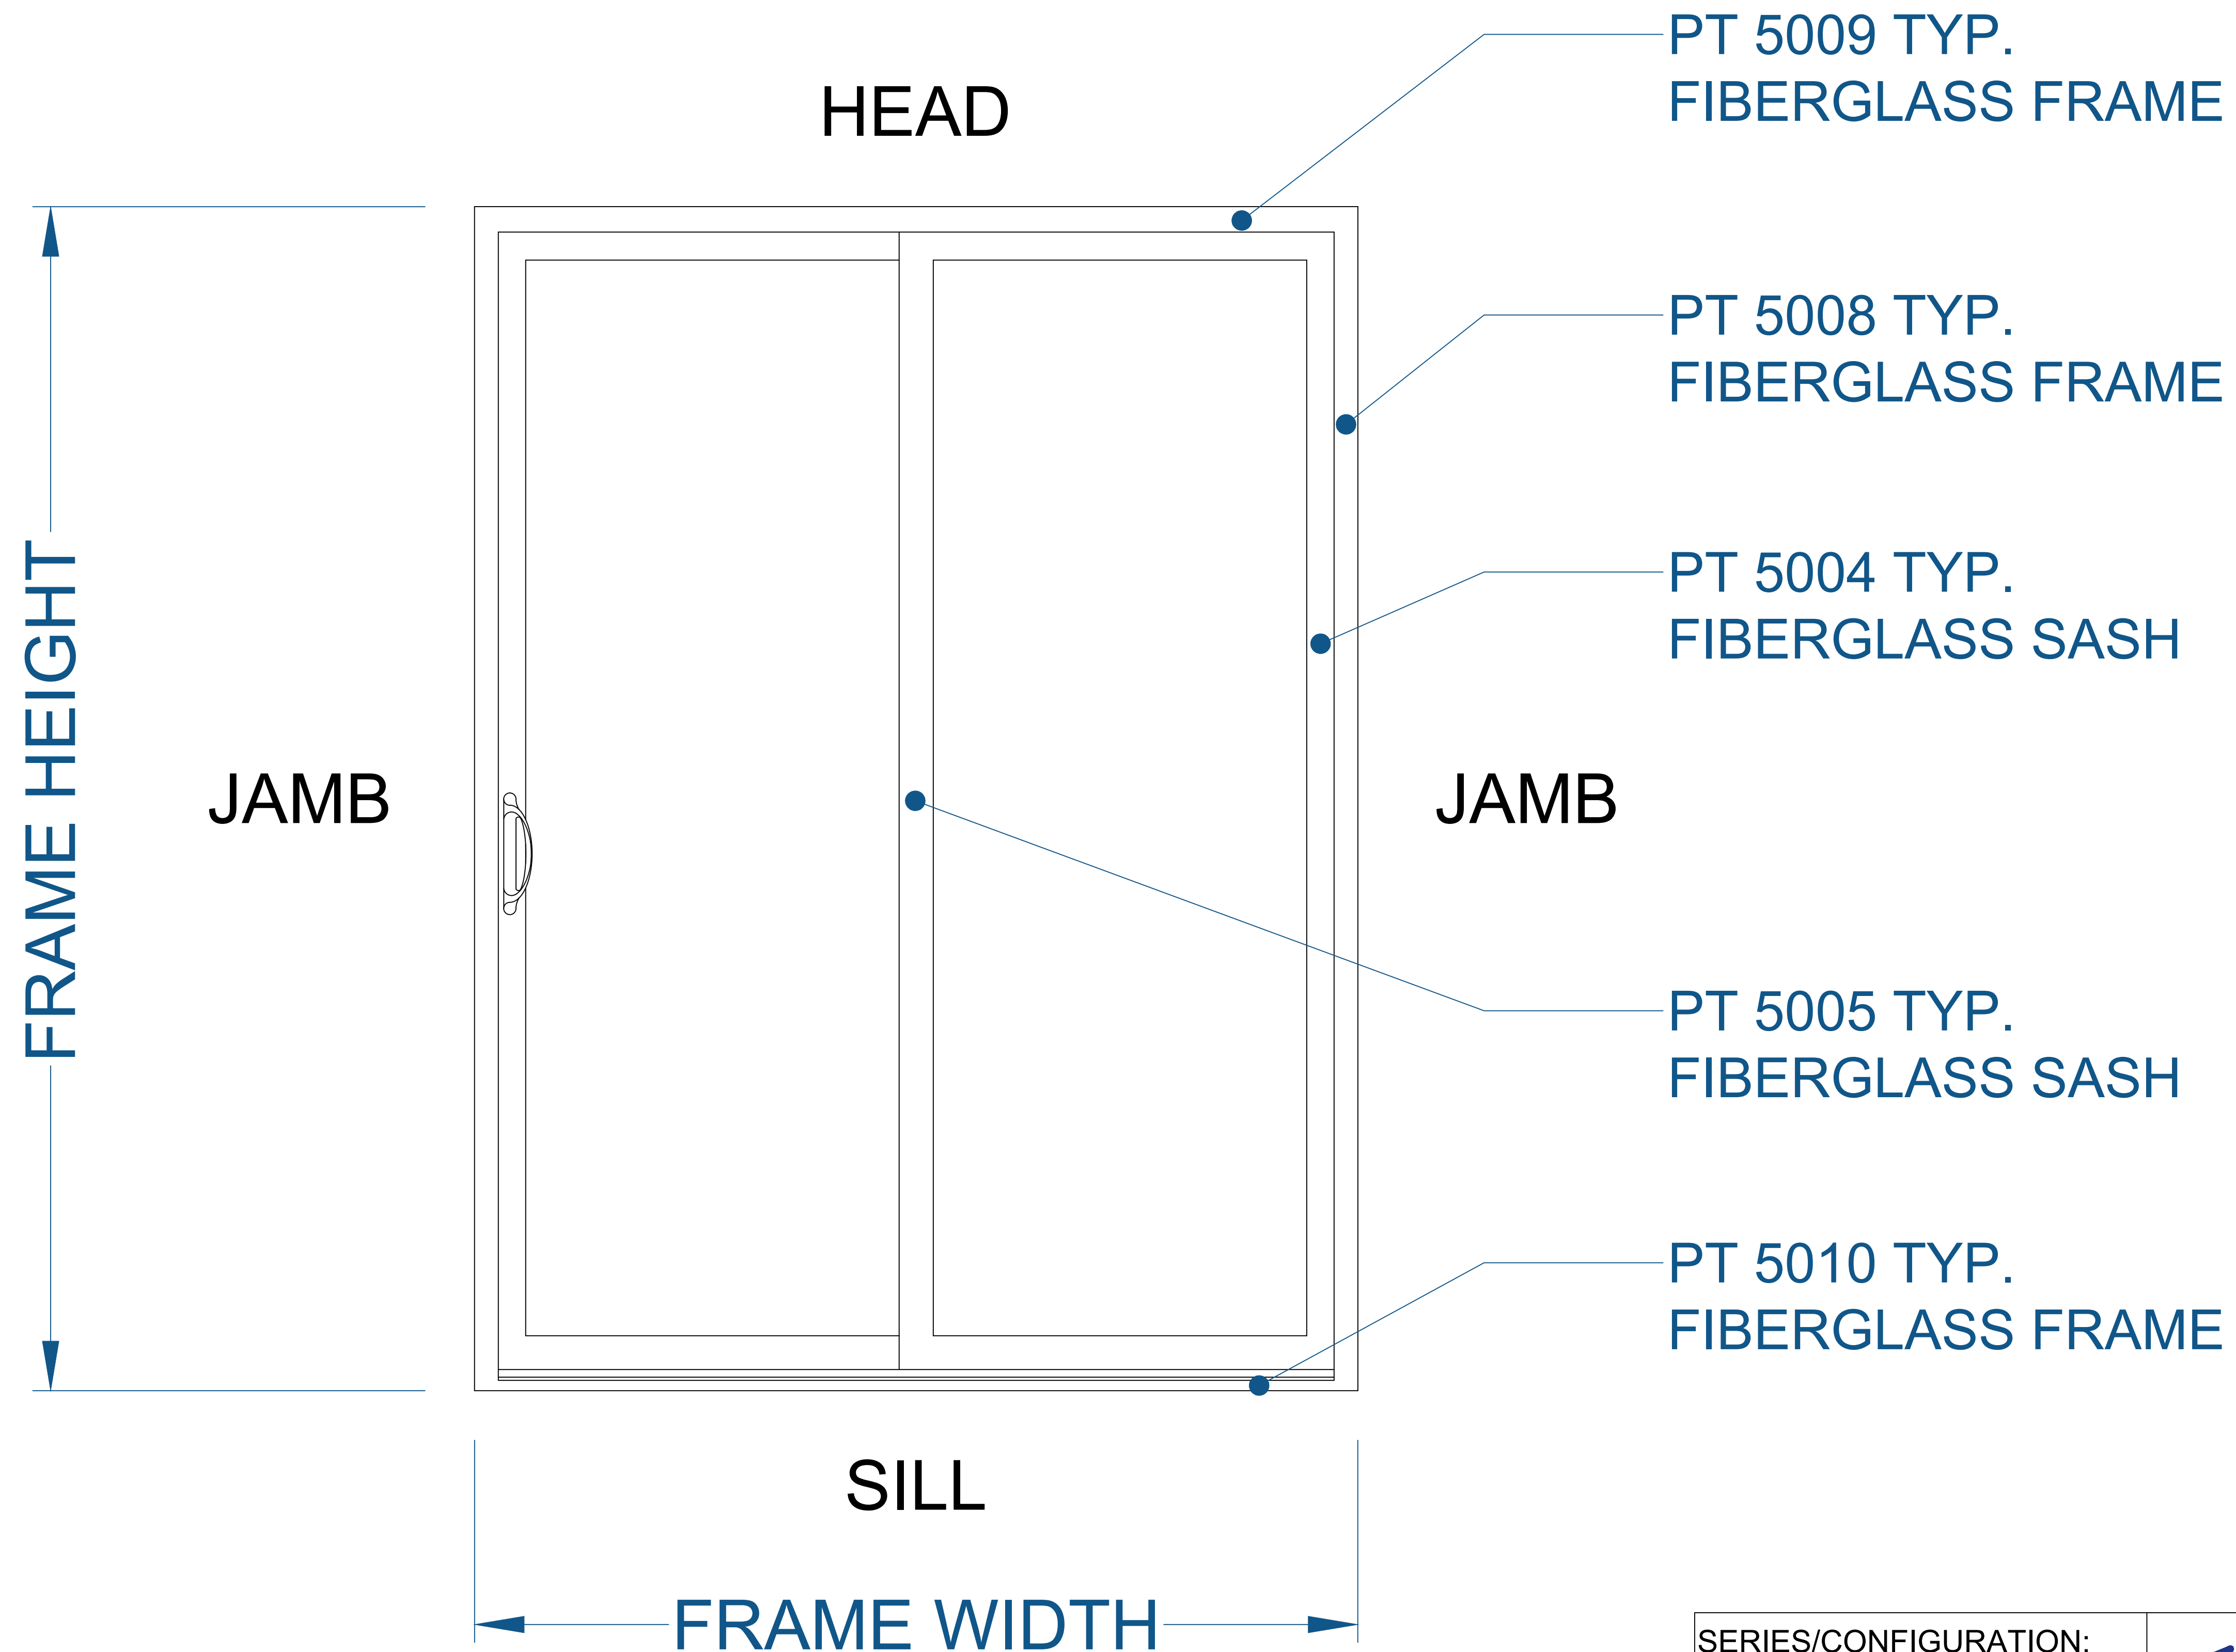 PT 5009 TYP.
FIBERGLASS FRAME
HEAD
PT 5008 TYP.
FIBERGLASS FRAME
PT 5004 TYP.
FIBERGLASS SASH
FRAME HEIGHT
JAMB
JAMB
PT 5005 TYP.
FIBERGLASS SASH
PT 5010 TYP.
FIBERGLASS FRAME
SILL
FRAME WIDTH
SERIES/CONFIGURATION: